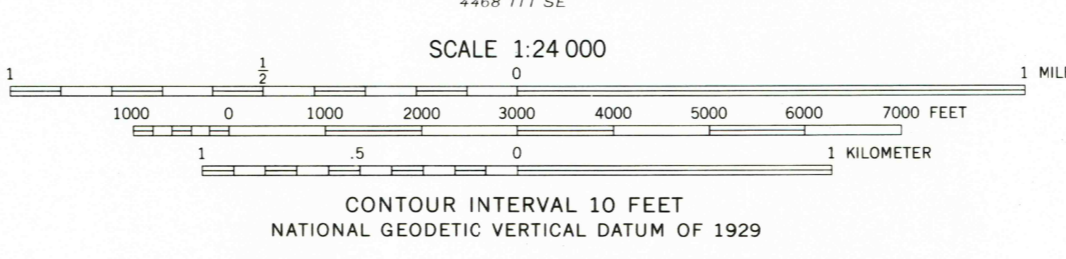 SCALE 1:24 000
1 1/2 0 1
1000 0 1000 2000 3000 4000 5000 6000 7000 FEET
1 .5 0 1 KILOMETER
CONTOUR INTERVAL 10 FEET
NATIONAL GEODETIC VERTICAL DATUM OF 1929